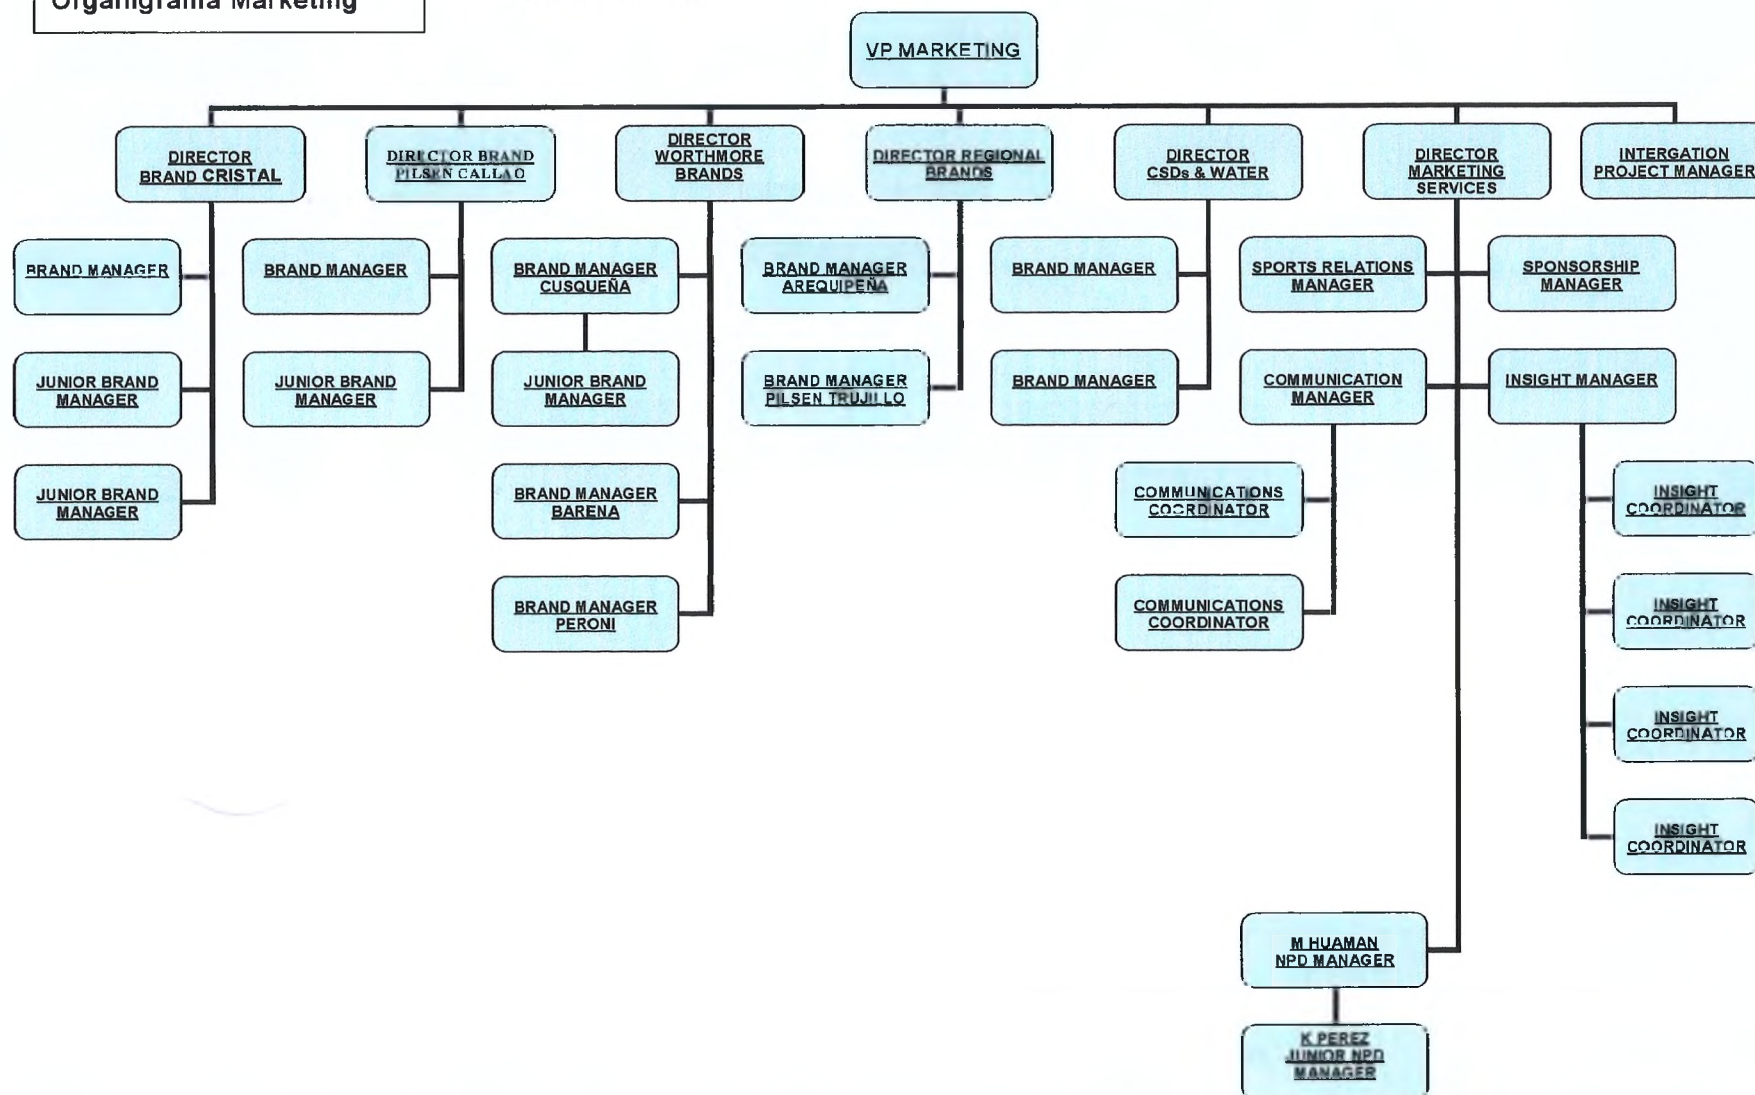 Organigrama Marketing
VP MARKETING
DIRECTOR
BRAND CRISTAL
DIRECTOR BRAND
PILSEN CALLAO
DIRECTOR
WORTHMORE
BRANDS
DIRECTOR REGIONAL
BRANDS
DIRECTOR
CSDs & WATER
DIRECTOR
MARKETING
SERVICES
INTERGATION
PROJECT MANAGER
BRAND MANAGER
BRAND MANAGER
BRAND MANAGER
CUSQUEÑA
BRAND MANAGER
AREQUIPEÑA
BRAND MANAGER
SPORTS RELATIONS
MANAGER
SPONSORSHIP
MANAGER
JUNIOR BRAND
MANAGER
JUNIOR BRAND
MANAGER
JUNIOR BRAND
MANAGER
BRAND MANAGER
PILSEN TRUJILLO
BRAND MANAGER
COMMUNICATION
MANAGER
INSIGHT MANAGER
JUNIOR BRAND
MANAGER
BRAND MANAGER
BARENA
COMMUNICATIONS
COORDINATOR
INSIGHT
COORDINATOR
BRAND MANAGER
PERONI
COMMUNICATIONS
COORDINATOR
INSIGHT
COORDINATOR
INSIGHT
COORDINATOR
INSIGHT
COORDINATOR
M HUAMAN
NPD MANAGER
K PEREZ
JUNIOR NPD
MANAGER